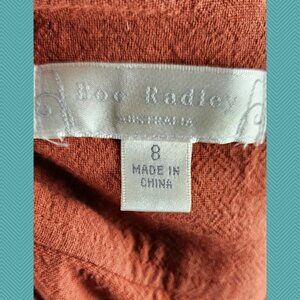 Boe Radley
AUSTRALIA
8
MADE IN
CHINA